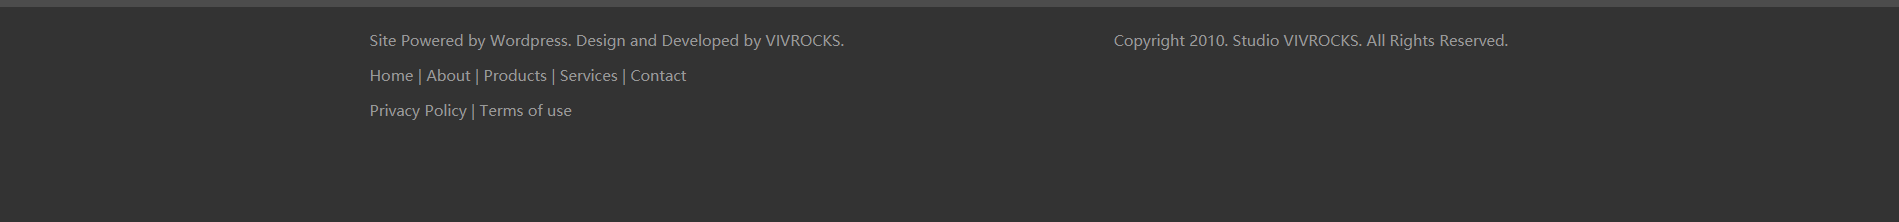 Site Powered by Wordpress. Design and Developed by VIVROCKS.
Copyright 2010. Studio VIVROCKS. All Rights Reserved.
Home | About | Products | Services | Contact
Privacy Policy | Terms of use